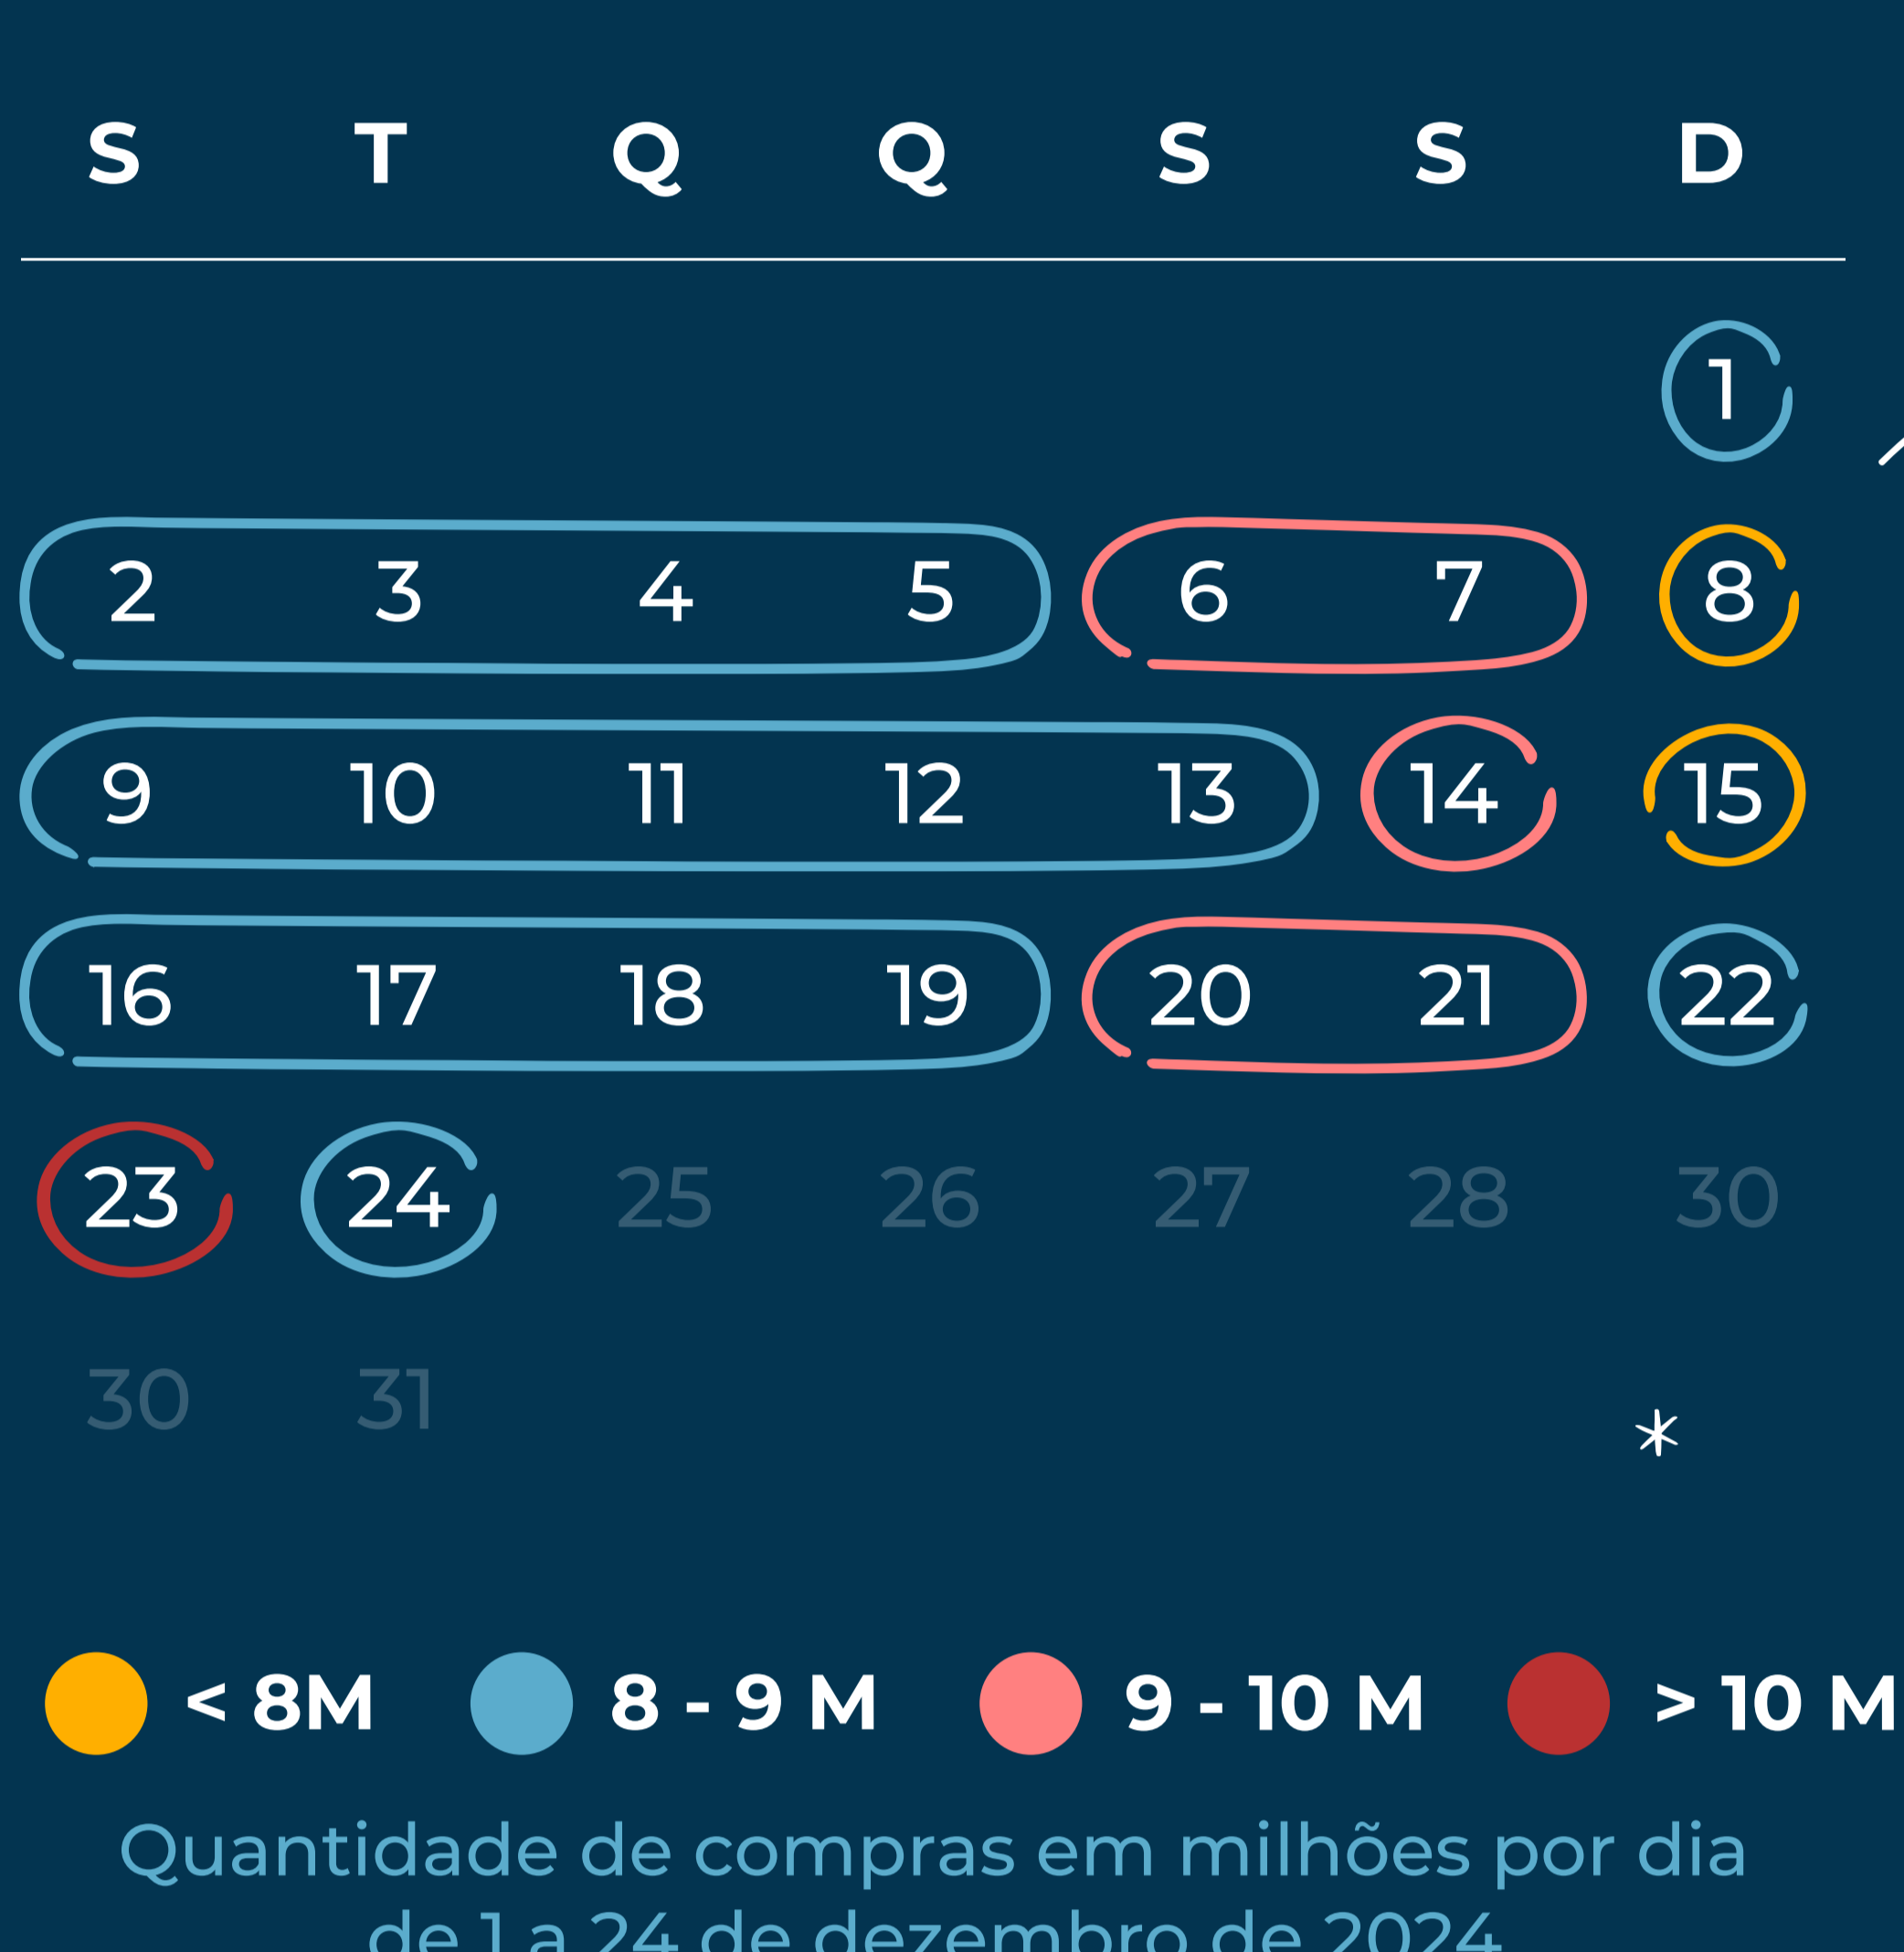 S T Q Q S S D
1
2 3 4 5 6 7 8
9 10 11 12 13 14 15
16 17 18 19 20 21 22
23 24 25 26 27 28 30
30 31
*
< 8M 8 - 9 M 9 - 10 M > 10 M
Quantidade de compras em milhões por dia
de 1 a 24 de dezembro de 2024